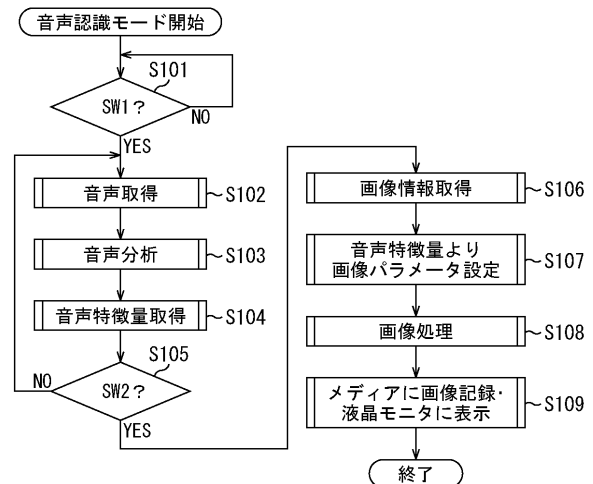 音声認識モード開始
S101
SW1?
NO
YES
音声取得
S102
音声分析
S103
音声特徴量取得
S104
S105
SW2?
NO
YES
画像情報取得
S106
音声特徴量より
画像パラメータ設定
S107
画像処理
S108
メディアに画像記録・
液晶モニタに表示
S109
終了